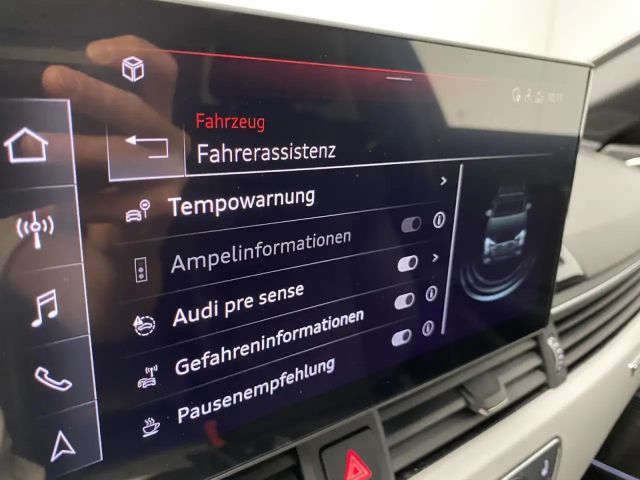 Fahrzeug
Fahrerassistenz
Tempowarnung
Ampelinformationen
Audi pre sense
Gefahreninformationen
Pausenempfehlung